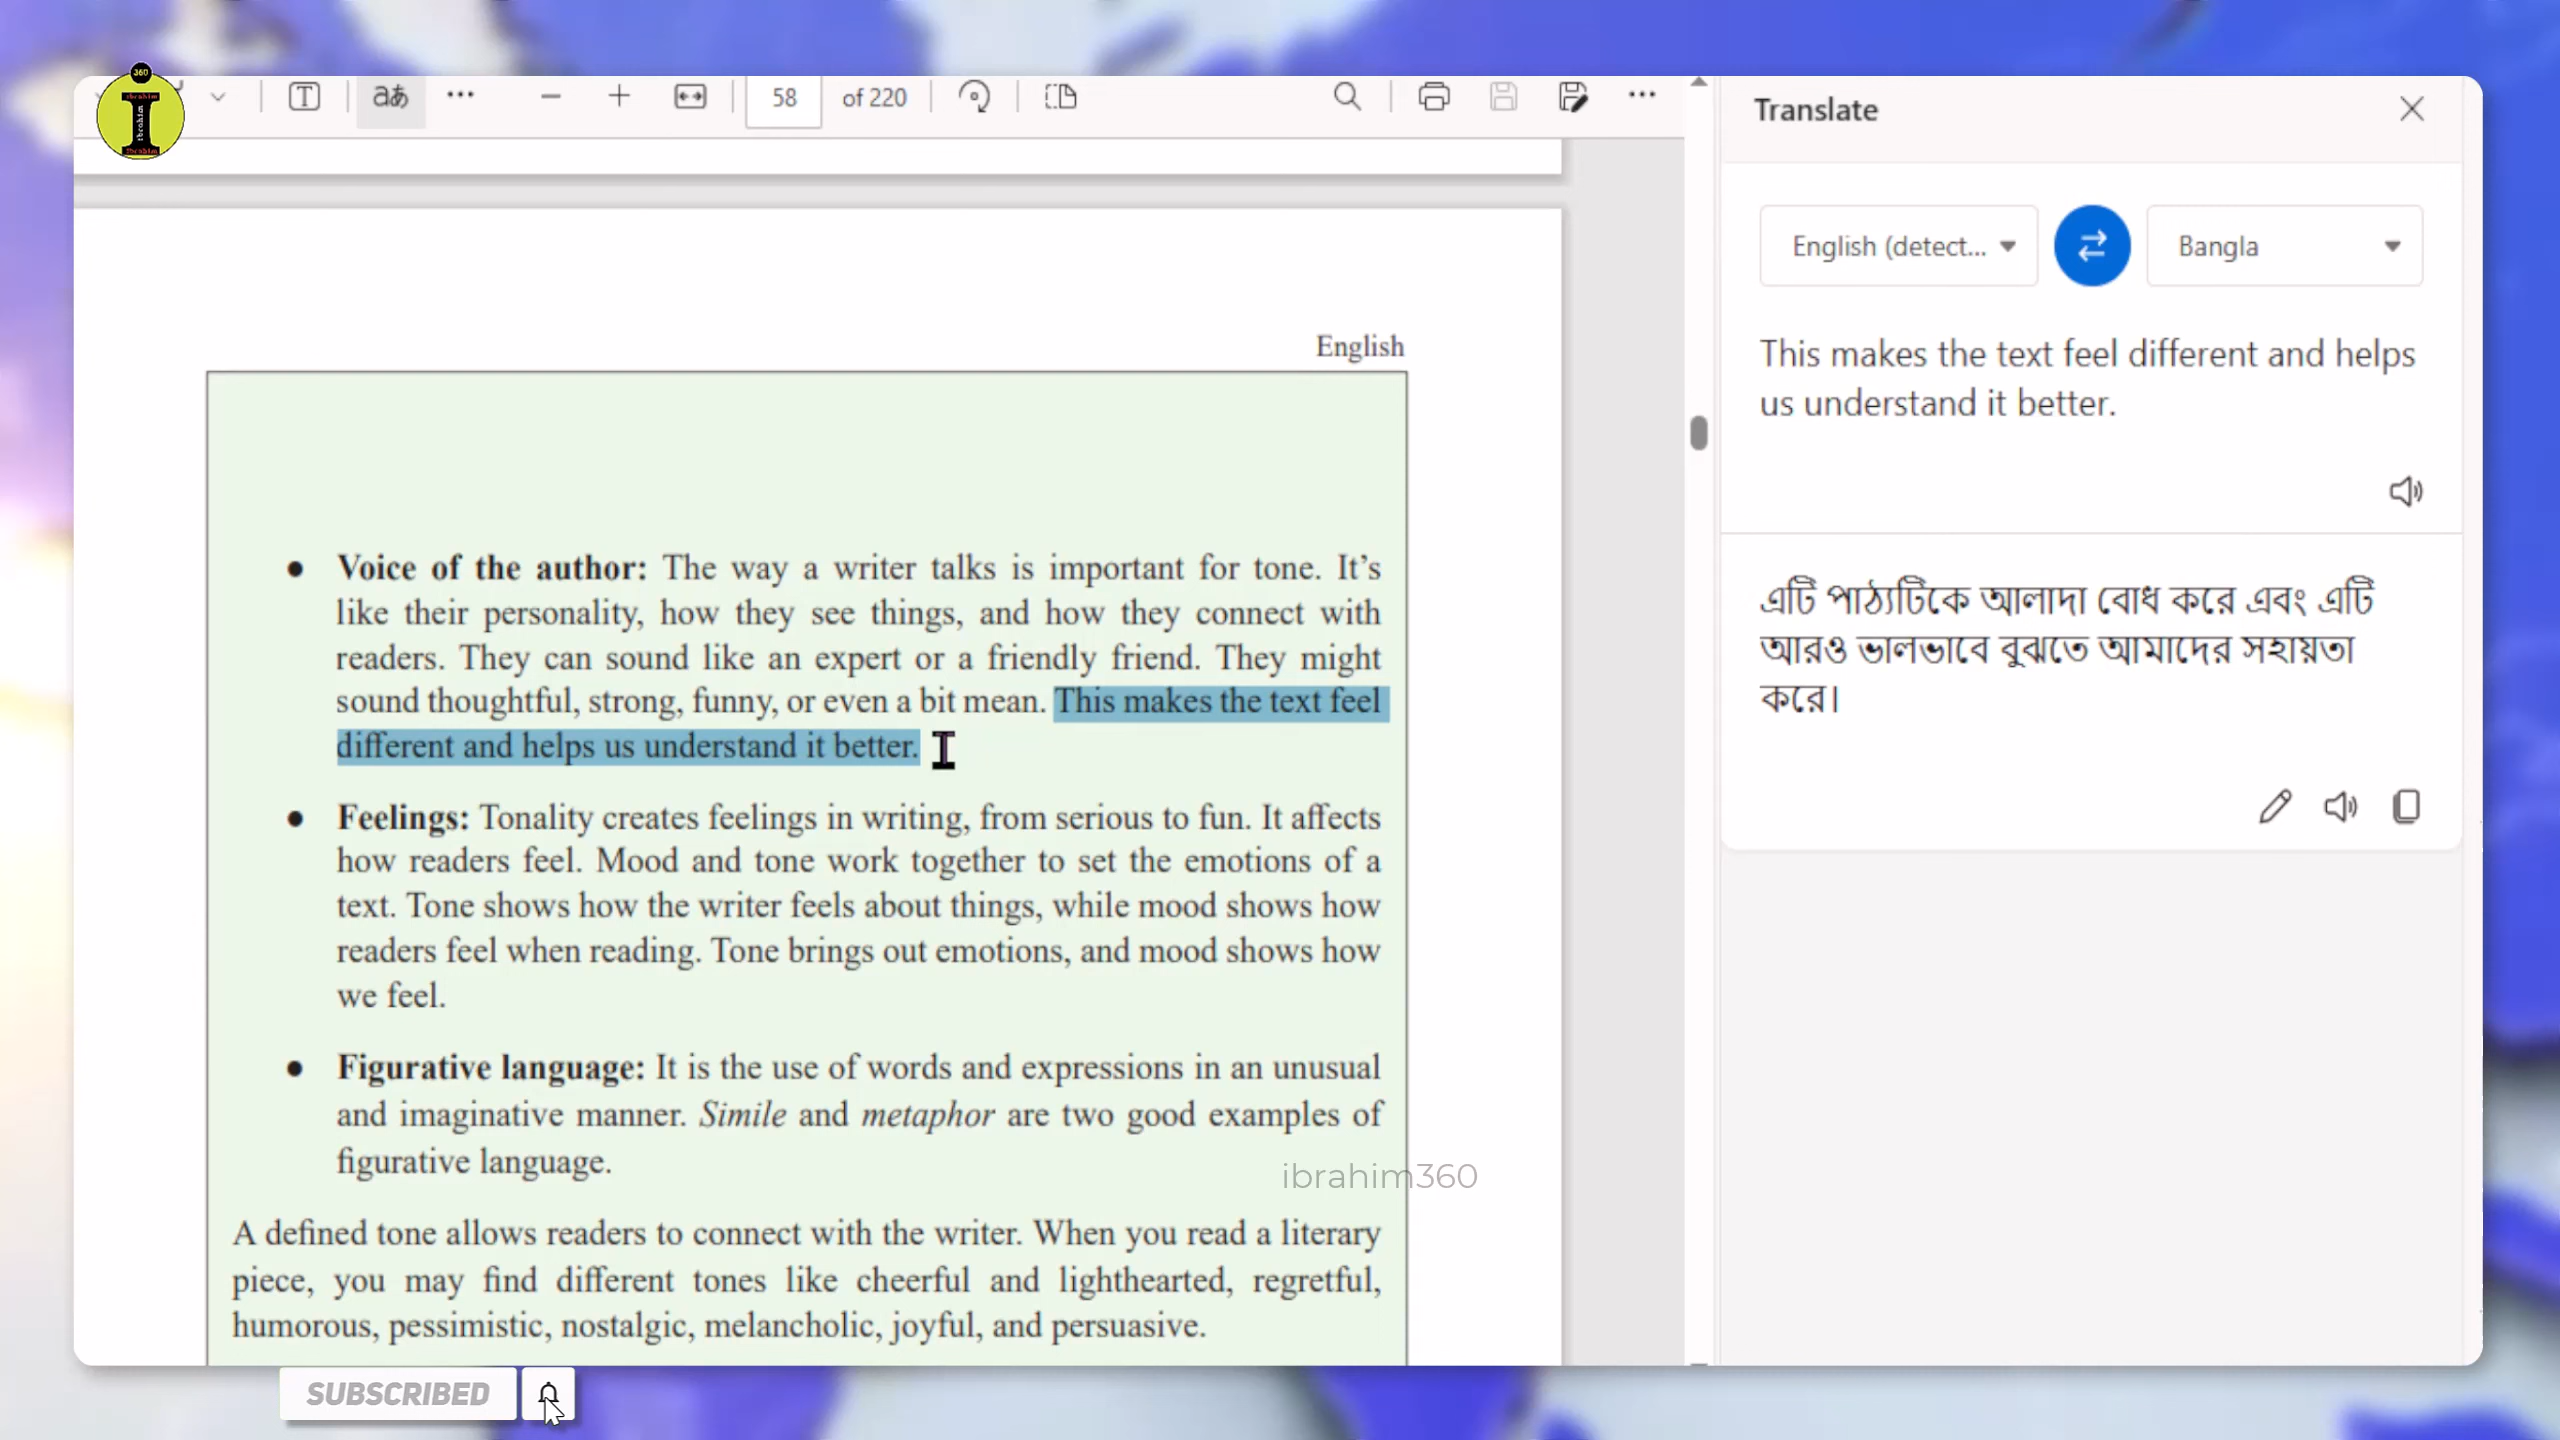 360
Ibrahim
Ibrahim
Ibrahim
58 of 220
English
● Voice of the author: The way a writer talks is important for tone. It’s
like their personality, how they see things, and how they connect with
readers. They can sound like an expert or a friendly friend. They might
sound thoughtful, strong, funny, or even a bit mean. This makes the text feel
different and helps us understand it better.
● Feelings: Tonality creates feelings in writing, from serious to fun. It affects
how readers feel. Mood and tone work together to set the emotions of a
text. Tone shows how the writer feels about things, while mood shows how
readers feel when reading. Tone brings out emotions, and mood shows how
we feel.
● Figurative language: It is the use of words and expressions in an unusual
and imaginative manner. Simile and metaphor are two good examples of
figurative language.
ibrahim360
A defined tone allows readers to connect with the writer. When you read a literary
piece, you may find different tones like cheerful and lighthearted, regretful,
humorous, pessimistic, nostalgic, melancholic, joyful, and persuasive.
Translate
English (detect...
Bangla
This makes the text feel different and helps
us understand it better.
এটি পাঠ্যটিকে আলাদা বোধ করে এবং এটি
আরও ভালভাবে বুঝতে আমাদের সহায়তা
করে।
SUBSCRIBED